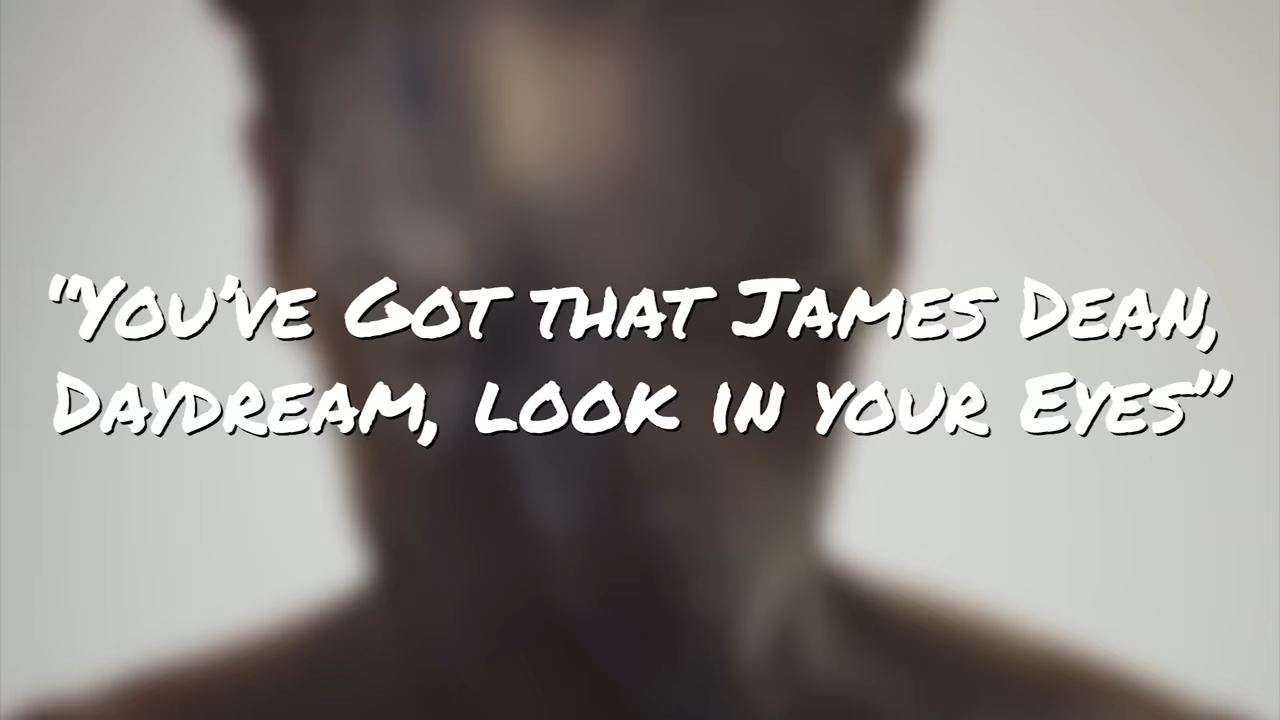 “You’ve Got that James Dean,
Daydream, look in your Eyes”